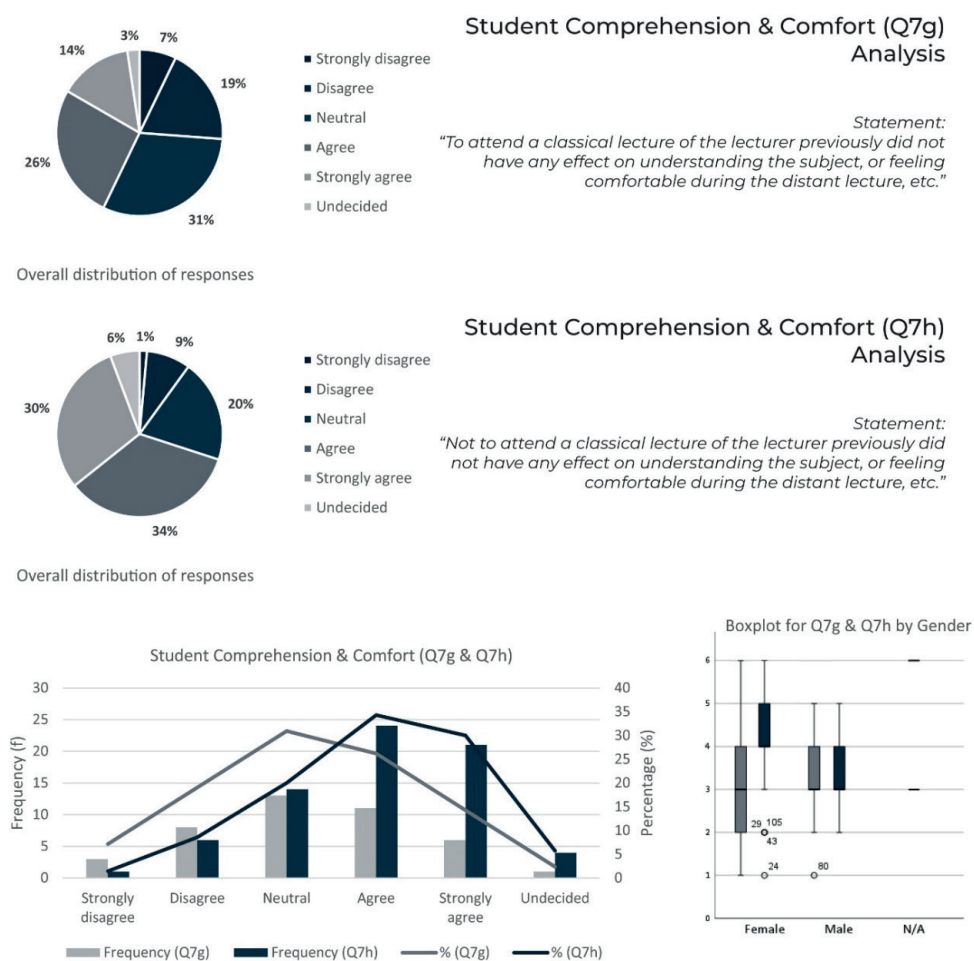 Student Comprehension & Comfort (Q7g)
Analysis
3%
7%
14%
19%
26%
31%
Strongly disagree
Disagree
Neutral
Agree
Strongly agree
Undecided
Statement:
“To attend a classical lecture of the lecturer previously did not
have any effect on understanding the subject, or feeling
comfortable during the distant lecture, etc.”
Overall distribution of responses
Student Comprehension & Comfort (Q7h)
Analysis
6%
1%
9%
30%
20%
34%
Strongly disagree
Disagree
Neutral
Agree
Strongly agree
Undecided
Statement:
“Not to attend a classical lecture of the lecturer previously did
not have any effect on understanding the subject, or feeling
comfortable during the distant lecture, etc.”
Overall distribution of responses
Student Comprehension & Comfort (Q7g & Q7h)
Frequency (f)
30
25
20
15
10
5
0
Percentage (%)
40
35
30
25
20
15
10
5
0
Strongly
disagree
Disagree
Neutral
Agree
Strongly
agree
Undecided
Frequency (Q7g)
Frequency (Q7h)
% (Q7g)
% (Q7h)
Boxplot for Q7g & Q7h by Gender
6
5
4
3
2
1
0
29
105
43
24
80
Female
Male
N/A